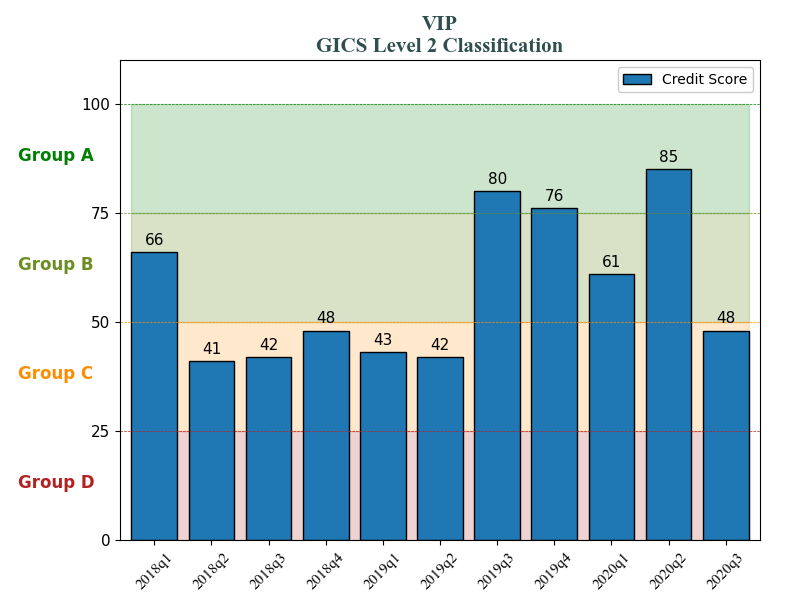 VIP
GICS Level 2 Classification
Credit Score
100
75
50
25
0
Group A
Group B
Group C
Group D
66
41
42
48
43
42
80
76
61
85
48
2018q1
2018q2
2018q3
2018q4
2019q1
2019q2
2019q3
2019q4
2020q1
2020q2
2020q3